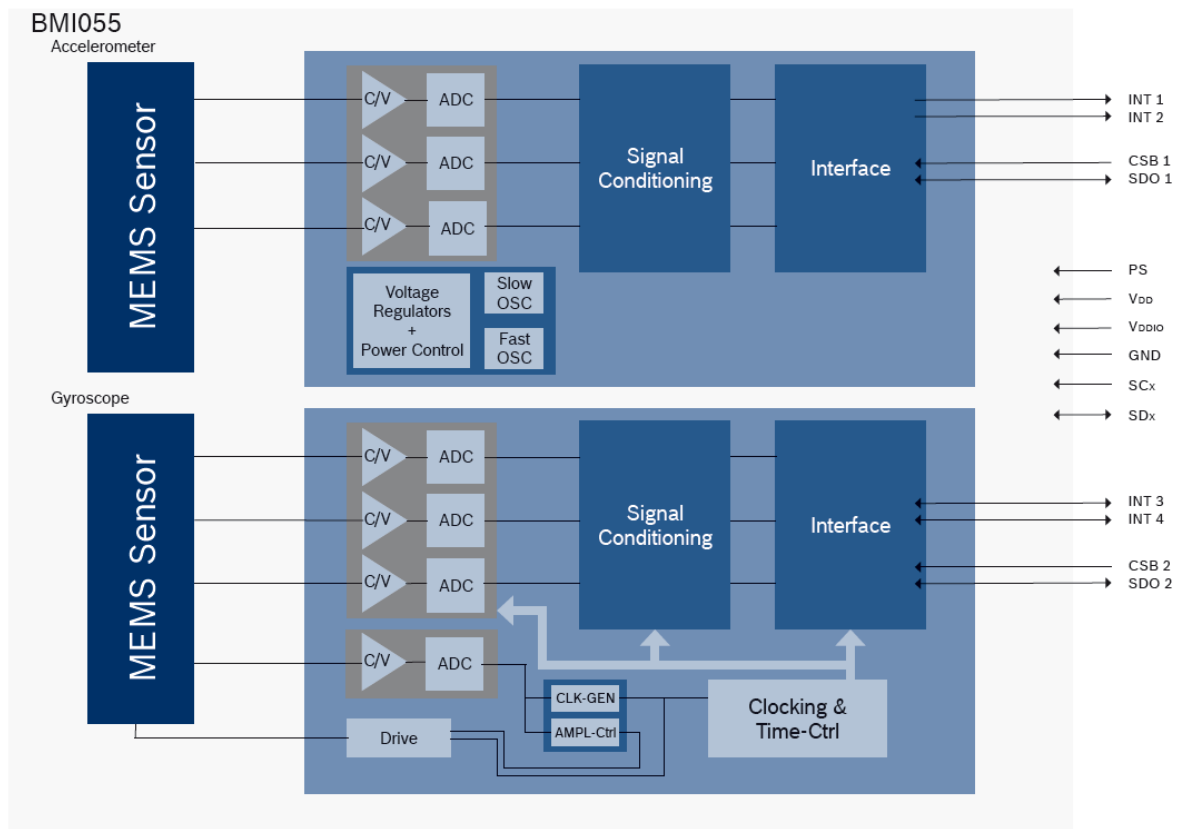 BMI055
Accelerometer
MEMS Sensor
C/V
ADC
C/V
ADC
C/V
ADC
Voltage
Regulators
+
Power Control
Slow
OSC
Fast
OSC
Signal
Conditioning
Interface
INT 1
INT 2
CSB 1
SDO 1
PS
VDD
VDDIO
GND
SCx
SDx
Gyroscope
MEMS Sensor
C/V
ADC
C/V
ADC
C/V
ADC
C/V
ADC
Drive
CLK-GEN
AMPL-Ctrl
Signal
Conditioning
Interface
Clocking &
Time-Ctrl
INT 3
INT 4
CSB 2
SDO 2